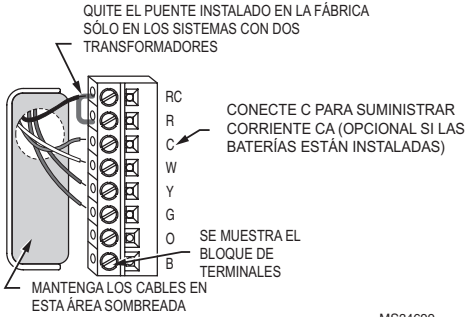 QUITE EL PUENTE INSTALADO EN LA FÁBRICA
SÓLO EN LOS SISTEMAS CON DOS
TRANSFORMADORES
RC
R
C
W
Y
G
O
B
CONECTE C PARA SUMINISTRAR
CORRIENTE CA (OPCIONAL SI LAS
BATERÍAS ESTÁN INSTALADAS)
SE MUESTRA EL
BLOQUE DE
TERMINALES
MANTENGA LOS CABLES EN
ESTA ÁREA SOMBREADA